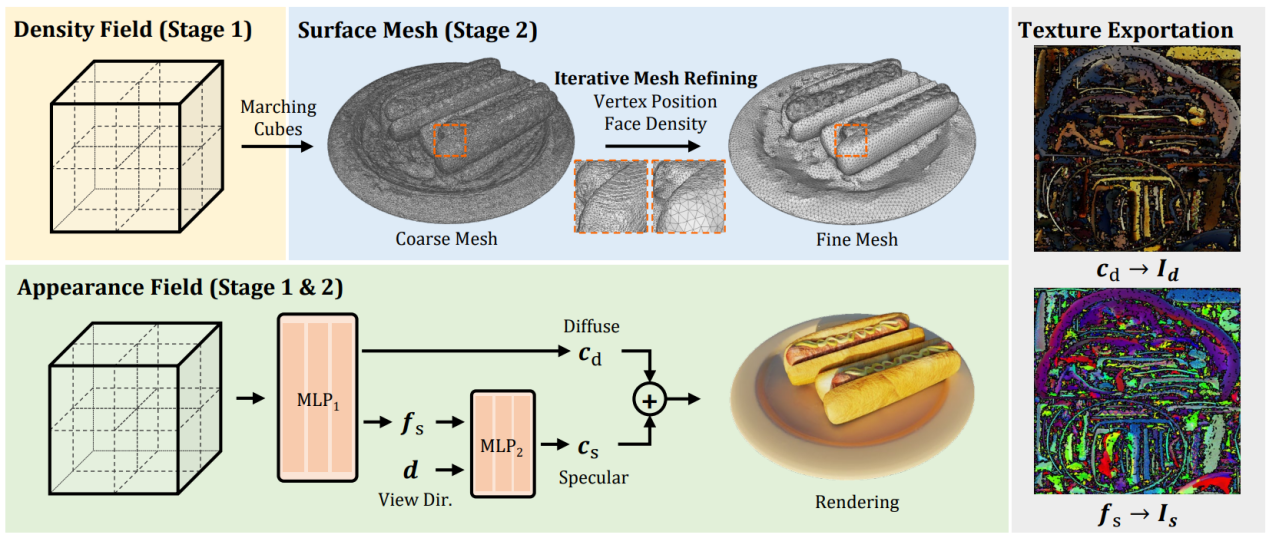 Density Field (Stage 1)
Marching
Cubes
Surface Mesh (Stage 2)
Coarse Mesh
Iterative Mesh Refining
Vertex Position
Face Density
Fine Mesh
Appearance Field (Stage 1 & 2)
MLP₁
Diffuse
c_d
f_s
d
View Dir.
MLP₂
c_s
Specular
+
Rendering
Texture Exportation
c_d → I_d
f_s → I_s